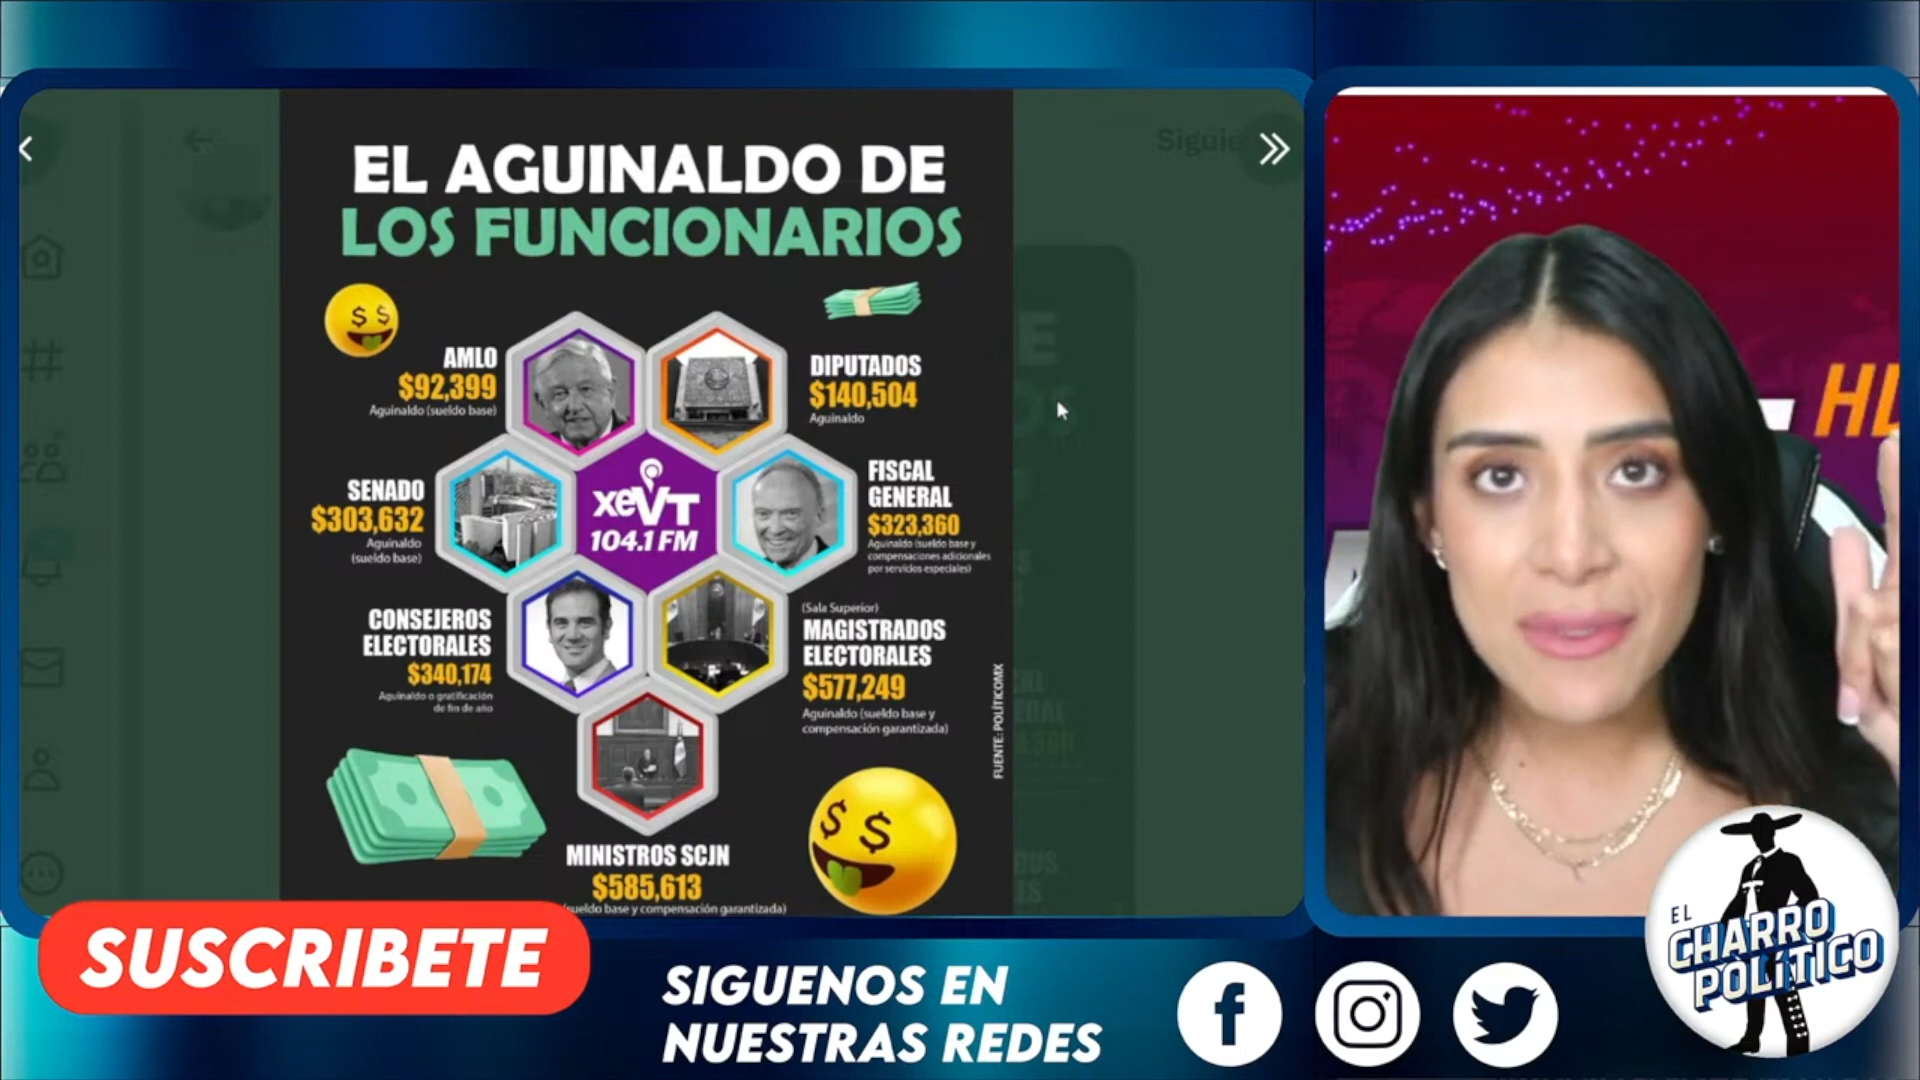 EL AGUINALDO DE
LOS FUNCIONARIOS
Siguie
AMLO
$92,399
Aguinaldo (sueldo base)
DIPUTADOS
$140,504
Aguinaldo
SENADO
$303,632
Aguinaldo
(sueldo base)
xeVT
104.1 FM
FISCAL
GENERAL
$323,360
Aguinaldo (sueldo base y
compensaciones adicionales
por servicios especiales)
CONSEJEROS
ELECTORALES
$340,174
Aguinaldo o gratificación
de fin de año
(Sala Superior)
MAGISTRADOS
ELECTORALES
$577,249
Aguinaldo (sueldo base y
compensación garantizada)
FUENTE: POLÍTICOMX
MINISTROS SCJN
$585,613
(sueldo base y compensación garantizada)
SUSCRIBETE
SIGUENOS EN
NUESTRAS REDES
EL
CHARRO
POLÍTICO